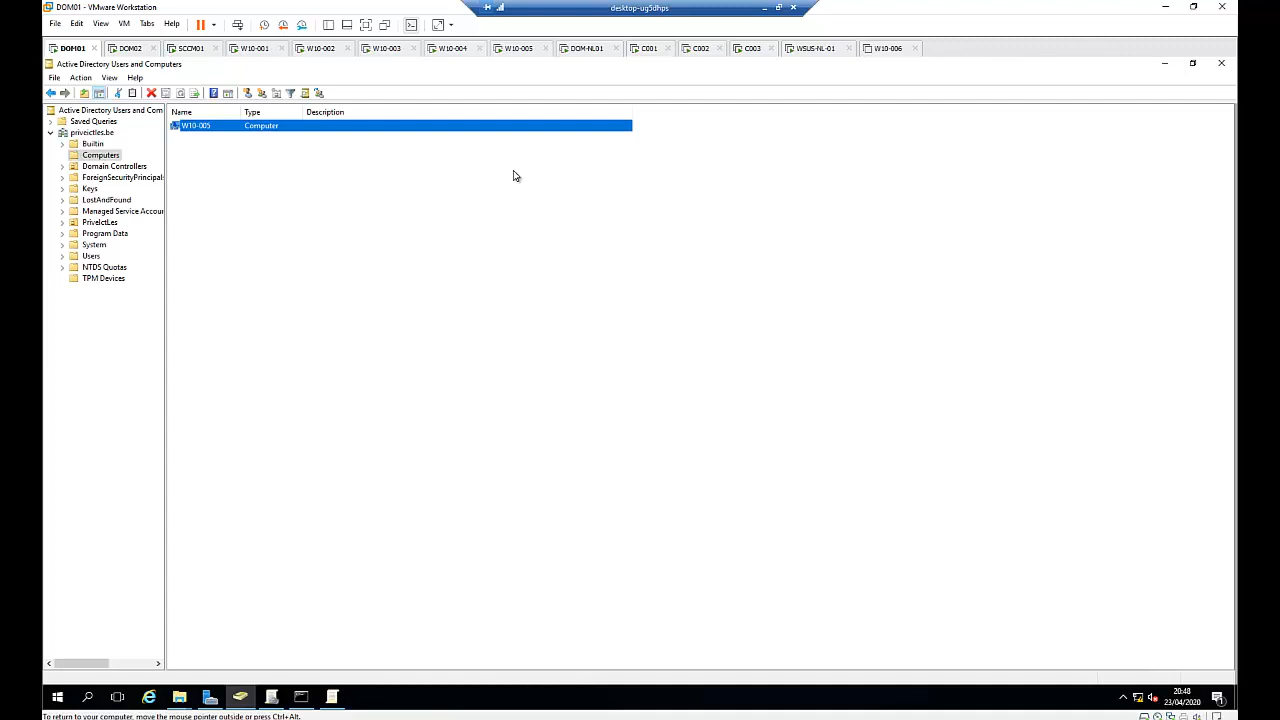 DOM01 - VMware Workstation
desktop-ug5dhps
File Edit View VM Tabs Help
DOM01 DOM02 SCCM01 W10-001 W10-002 W10-003 W10-004 W10-005 DOM-NL01 C001 C002 C003 WSUS-NL-01 W10-006
Active Directory Users and Computers
File Action View Help
Active Directory Users and Com
Saved Queries
priveictles.be
Builtin
Computers
Domain Controllers
ForeignSecurityPrincipals
Keys
LostAndFound
Managed Service Accou
PriveIctLes
Program Data
System
Users
NTDS Quotas
TPM Devices
Name Type Description
W10-005 Computer
20:48
23/04/2020
To return to your computer, move the mouse pointer outside or press Ctrl+Alt.